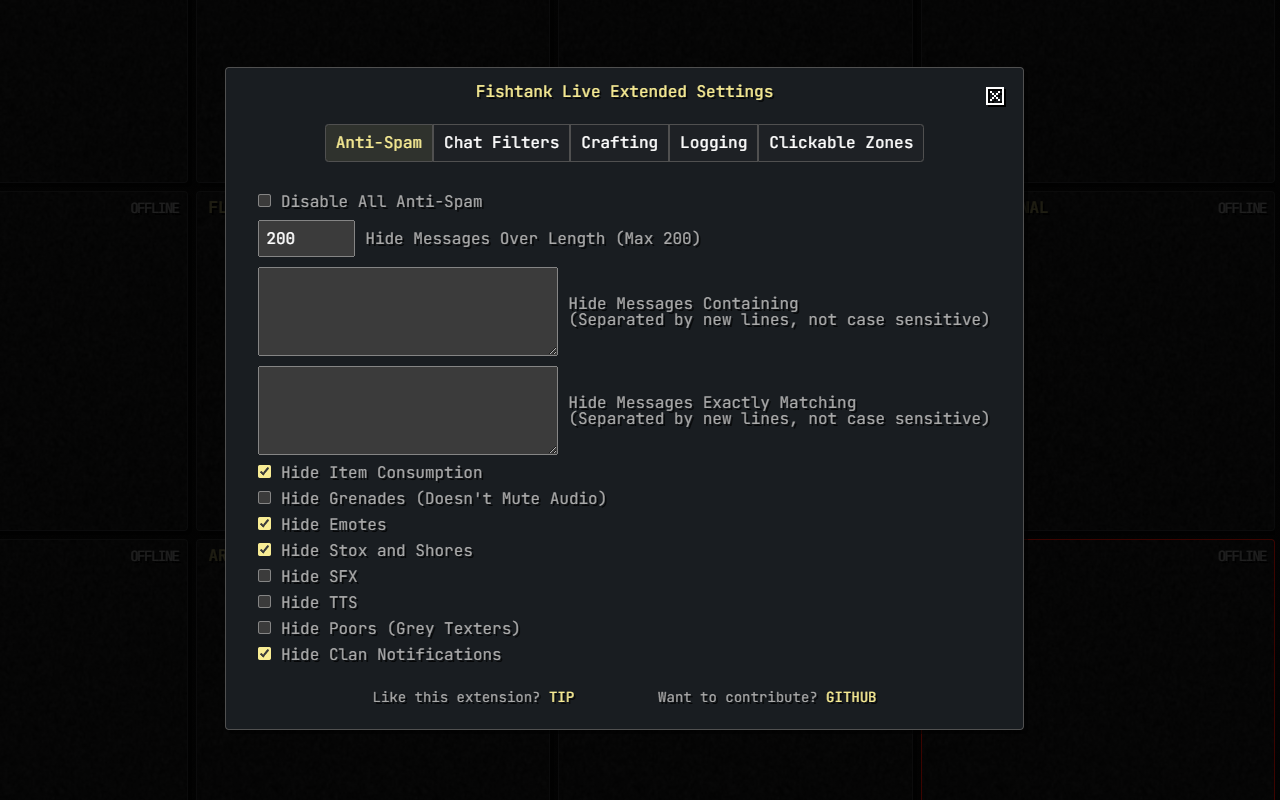 Fishtank Live Extended Settings
Anti-Spam Chat Filters Crafting Logging Clickable Zones
Disable All Anti-Spam
OFFLINE FL AL OFFLINE
200 Hide Messages Over Length (Max 200)
Hide Messages Containing
(Separated by new lines, not case sensitive)
Hide Messages Exactly Matching
(Separated by new lines, not case sensitive)
Hide Item Consumption
Hide Grenades (Doesn't Mute Audio)
Hide Emotes
Hide Stox and Shores
OFFLINE AR OFFLINE
Hide SFX
Hide TTS
Hide Poors (Grey Texters)
Hide Clan Notifications
Like this extension? TIP Want to contribute? GITHUB